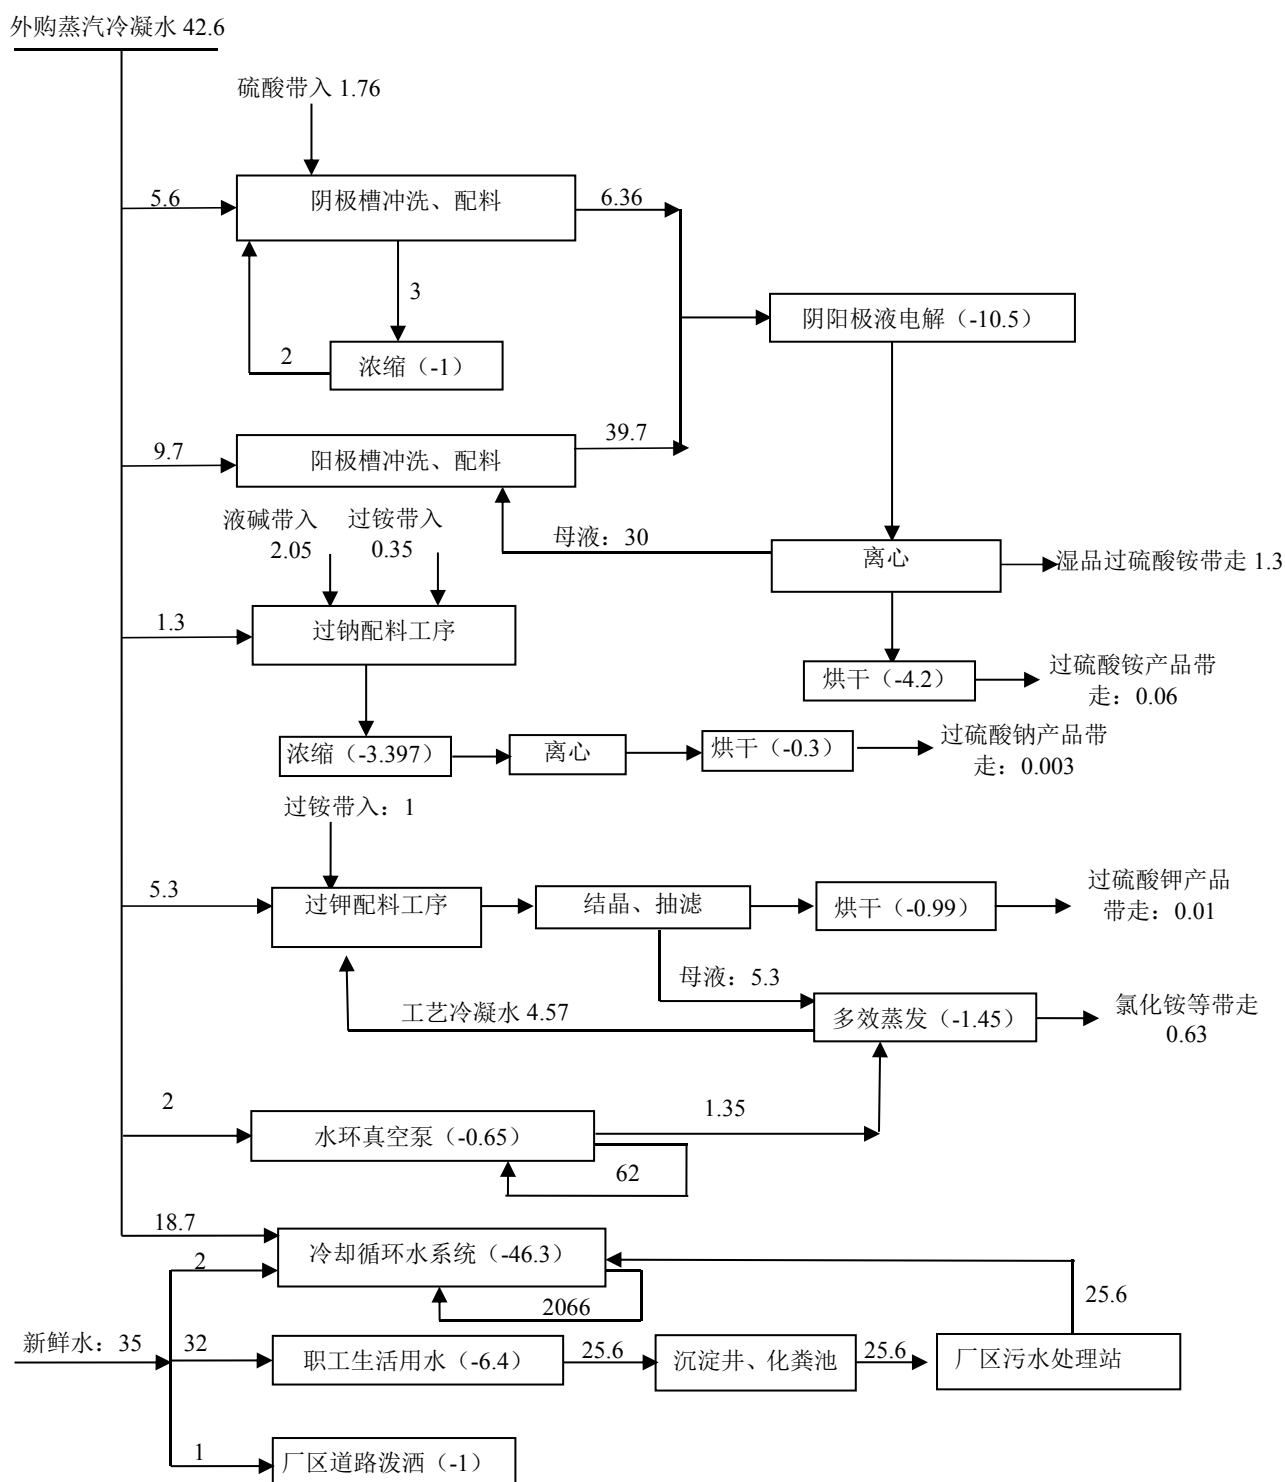 外购蒸汽冷凝水 42.6
硫酸带入 1.76
5.6
阴极槽冲洗、配料
6.36
3
阴阳极液电解（-10.5）
2
浓缩（-1）
9.7
阳极槽冲洗、配料
39.7
液碱带入
2.05
过铵带入
0.35
母液：30
离心
湿品过硫酸铵带走 1.3
1.3
过钠配料工序
烘干（-4.2）
过硫酸铵产品带
走：0.06
浓缩（-3.397）
离心
烘干（-0.3）
过硫酸钠产品带
走：0.003
过铵带入：1
5.3
过钾配料工序
结晶、抽滤
烘干（-0.99）
过硫酸钾产品
带走：0.01
母液：5.3
工艺冷凝水 4.57
多效蒸发（-1.45）
氯化铵等带走
0.63
2
水环真空泵（-0.65）
1.35
62
18.7
2
冷却循环水系统（-46.3）
2066
25.6
新鲜水：35
32
职工生活用水（-6.4）
25.6
沉淀井、化粪池
25.6
厂区污水处理站
1
厂区道路泼洒（-1）